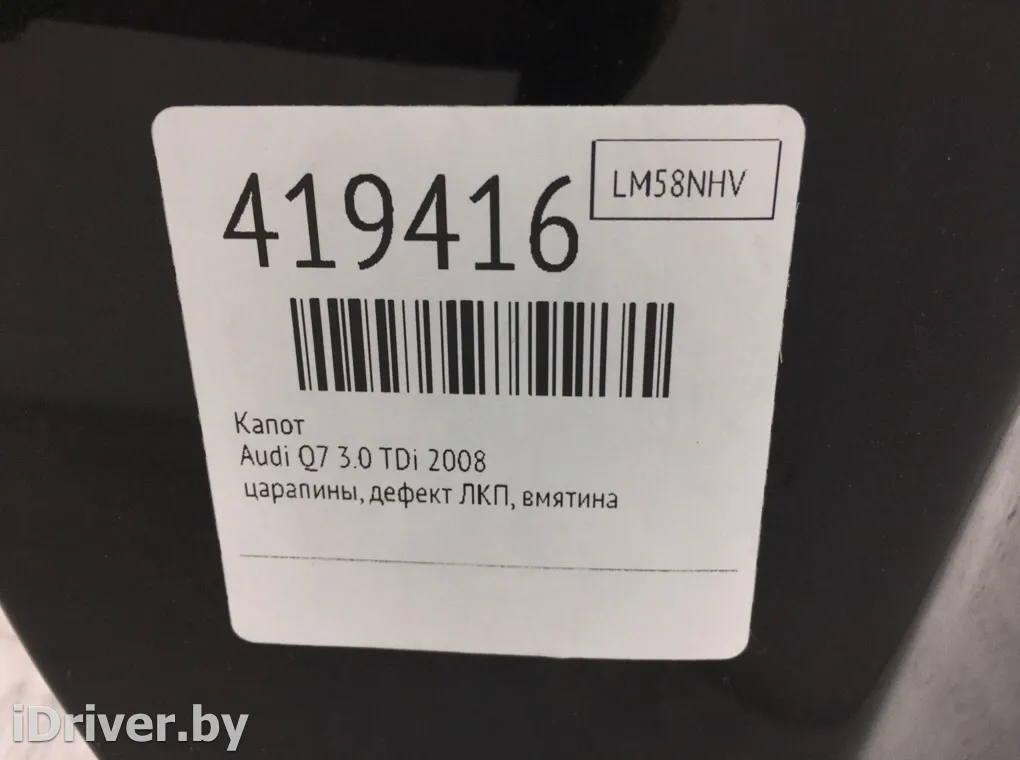 419416
LM58NHV
Капот
Audi Q7 3.0 TDi 2008
царапины, дефект ЛКП, вмятина
iDriver.by